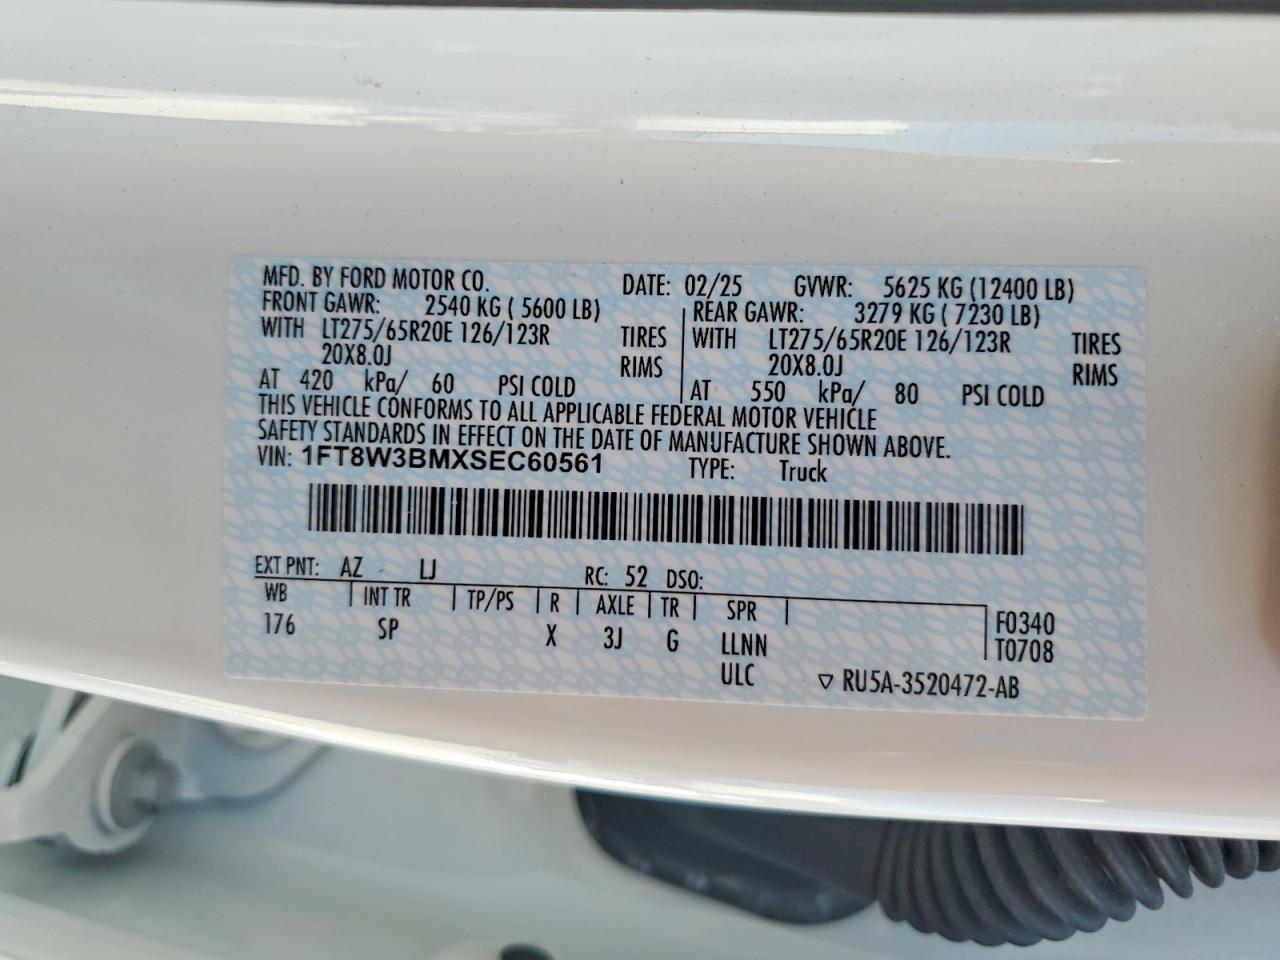 MFD. BY FORD MOTOR CO. DATE: 02/25 GVWR: 5625 KG (12400 LB)
FRONT GAWR: 2540 KG ( 5600 LB) REAR GAWR: 3279 KG ( 7230 LB)
WITH LT275/65R20E 126/123R TIRES WITH LT275/65R20E 126/123R TIRES
20X8.0J RIMS 20X8.0J RIMS
AT 420 kPa/ 60 PSI COLD AT 550 kPa/ 80 PSI COLD
THIS VEHICLE CONFORMS TO ALL APPLICABLE FEDERAL MOTOR VEHICLE
SAFETY STANDARDS IN EFFECT ON THE DATE OF MANUFACTURE SHOWN ABOVE.
VIN: 1FT8W3BMXSEC60561 TYPE: Truck
EXT PNT: AZ LJ RC: 52 DSO:
WB INT TR TP/PS R AXLE TR SPR F0340
176 SP X 3J G LLNN T0708
ULC ▽ RU5A-3520472-AB